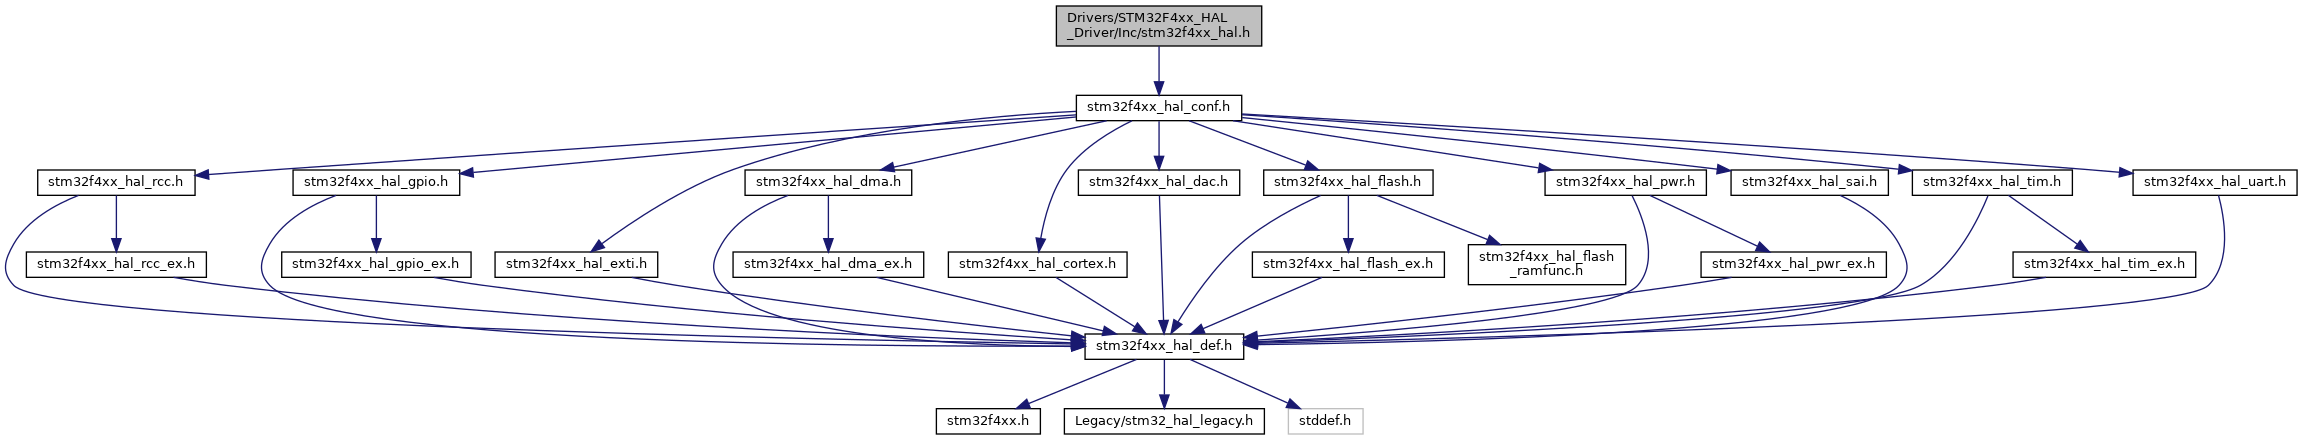 Drivers/STM32F4xx_HAL
_Driver/Inc/stm32f4xx_hal.h
stm32f4xx_hal_conf.h
stm32f4xx_hal_rcc.h
stm32f4xx_hal_gpio.h
stm32f4xx_hal_dma.h
stm32f4xx_hal_dac.h
stm32f4xx_hal_flash.h
stm32f4xx_hal_pwr.h
stm32f4xx_hal_sai.h
stm32f4xx_hal_tim.h
stm32f4xx_hal_uart.h
stm32f4xx_hal_rcc_ex.h
stm32f4xx_hal_gpio_ex.h
stm32f4xx_hal_exti.h
stm32f4xx_hal_dma_ex.h
stm32f4xx_hal_cortex.h
stm32f4xx_hal_flash_ex.h
stm32f4xx_hal_flash
_ramfunc.h
stm32f4xx_hal_pwr_ex.h
stm32f4xx_hal_tim_ex.h
stm32f4xx_hal_def.h
stm32f4xx.h
Legacy/stm32_hal_legacy.h
stddef.h